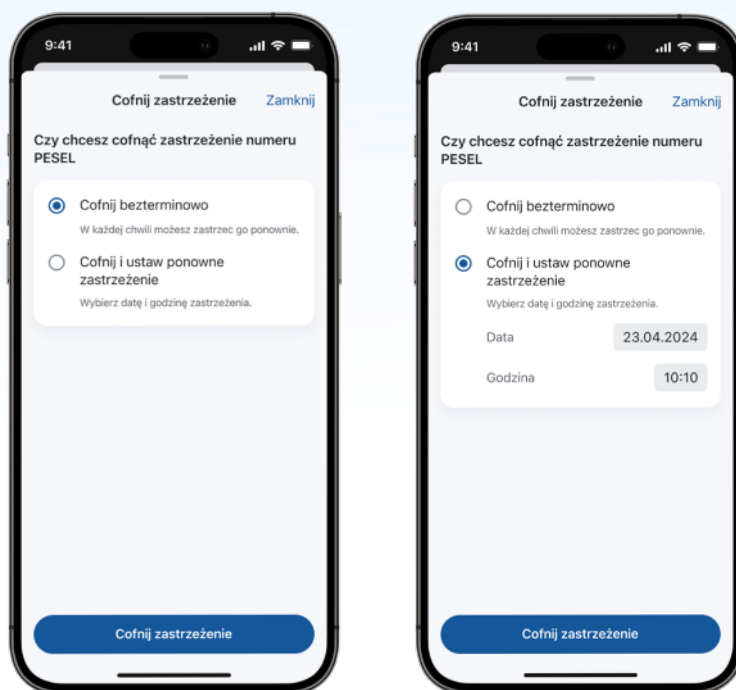 9:41
Cofnij zastrzeżenie Zamknij
Czy chcesz cofnąć zastrzeżenie numeru
PESEL
Cofnij bezterminowo
W każdej chwili możesz zastrzec go ponownie.
Cofnij i ustaw ponowne
zastrzeżenie
Wybierz datę i godzinę zastrzeżenia.
Cofnij zastrzeżenie
9:41
Cofnij zastrzeżenie Zamknij
Czy chcesz cofnąć zastrzeżenie numeru
PESEL
Cofnij bezterminowo
W każdej chwili możesz zastrzec go ponownie.
Cofnij i ustaw ponowne
zastrzeżenie
Wybierz datę i godzinę zastrzeżenia.
Data 23.04.2024
Godzina 10:10
Cofnij zastrzeżenie